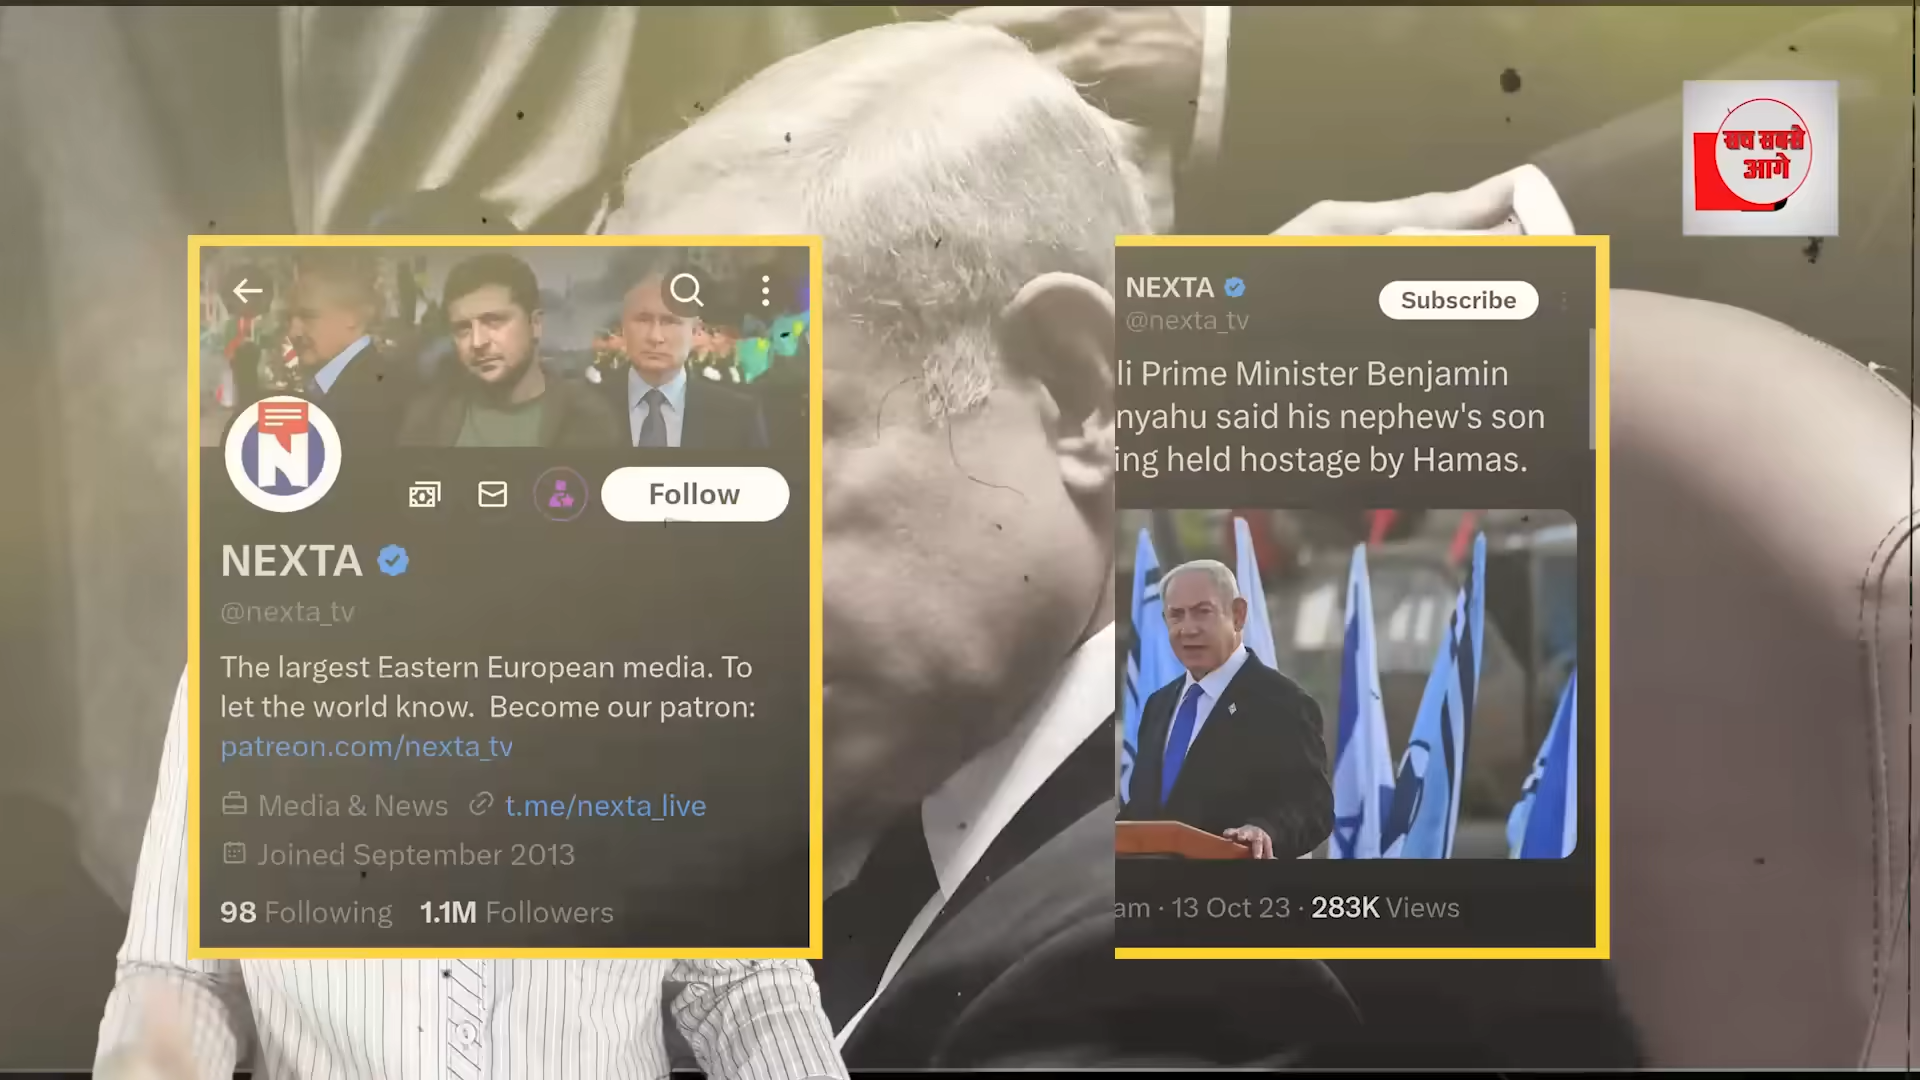 सच सबसे
आगे
Follow
NEXTA
@nexta_tv
The largest Eastern European media. To
let the world know. Become our patron:
patreon.com/nexta_tv
Media & News t.me/nexta_live
Joined September 2013
98 Following 1.1M Followers
NEXTA
@nexta_tv
Subscribe
li Prime Minister Benjamin
nyahu said his nephew's son
ing held hostage by Hamas.
am · 13 Oct 23 · 283K Views